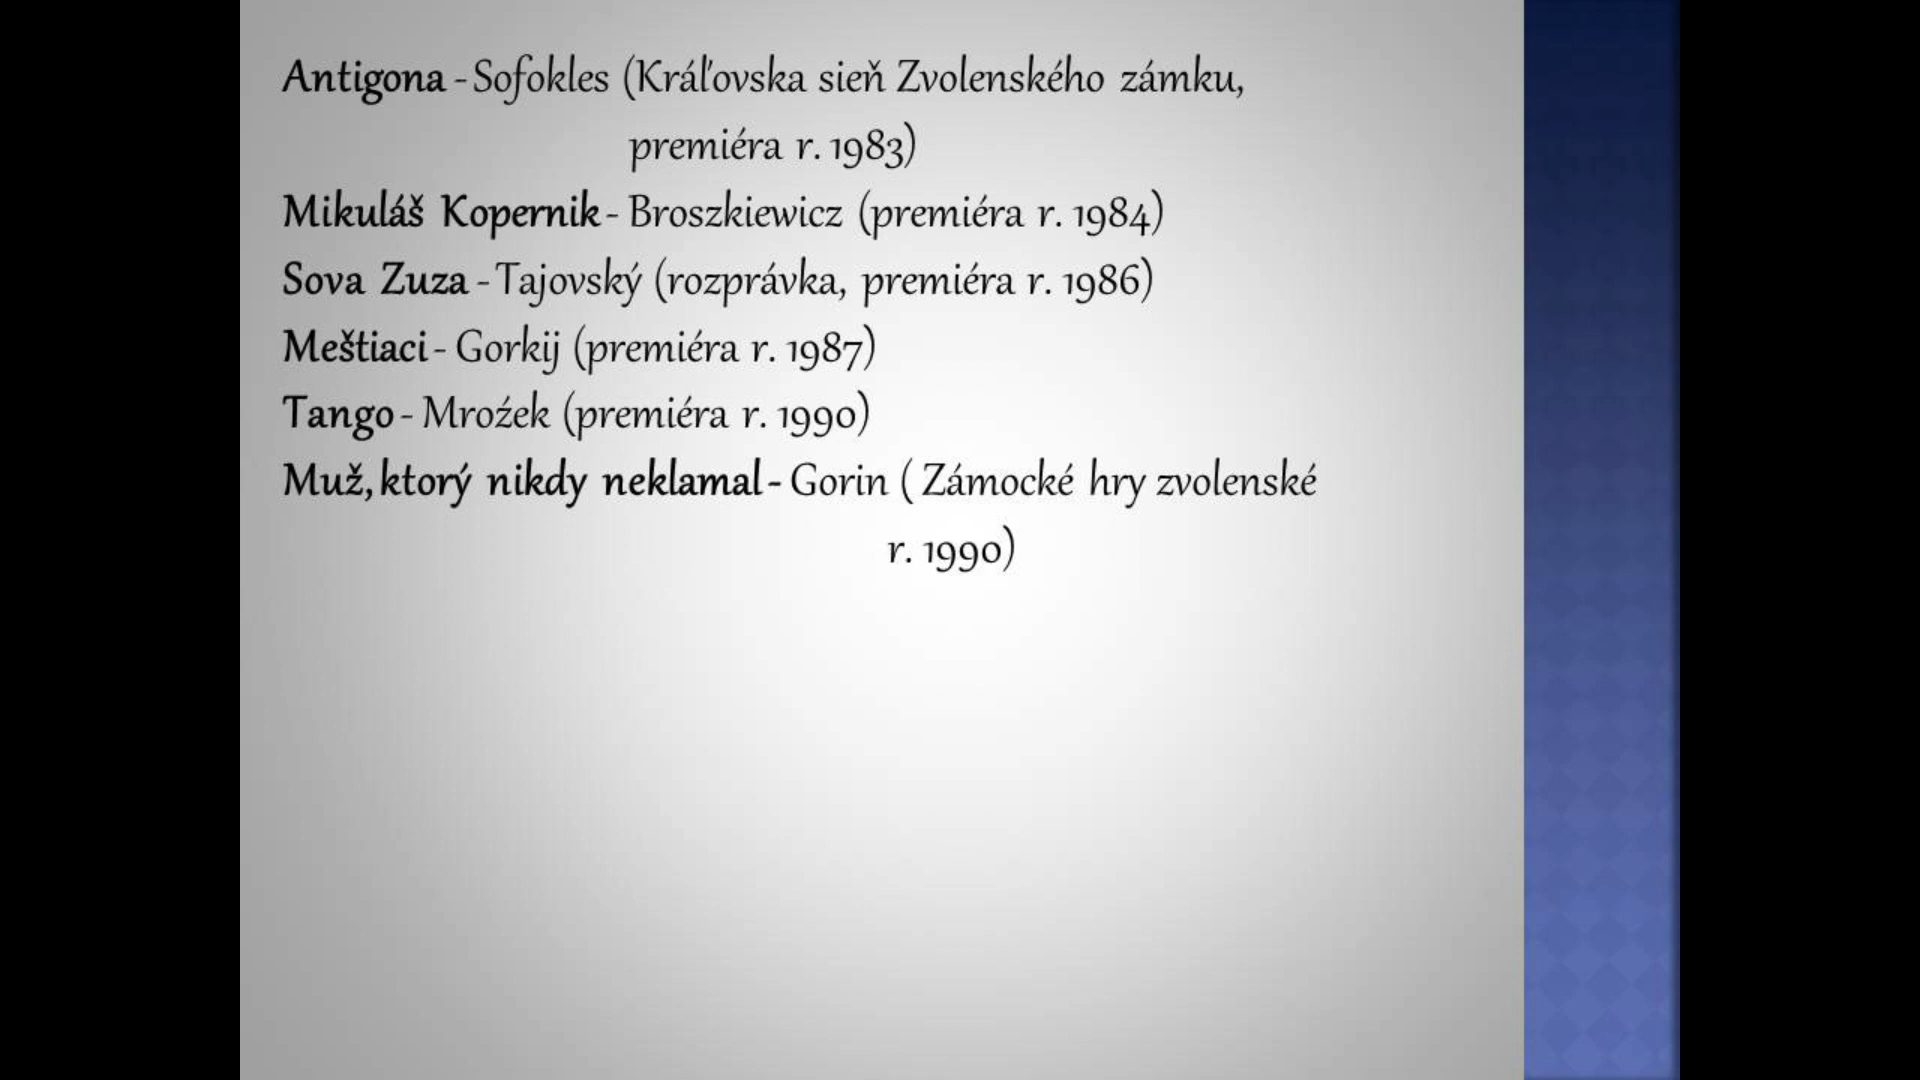 Antigona - Sofokles (Kráľovska sieň Zvolenského zámku,
premiéra r. 1983)
Mikuláš Kopernik - Broszkiewicz (premiéra r. 1984)
Sova Zuza - Tajovský (rozprávka, premiéra r. 1986)
Meštiaci - Gorkij (premiéra r. 1987)
Tango - Mroźek (premiéra r. 1990)
Muž, ktorý nikdy neklamal - Gorin ( Zámocké hry zvolenské
r. 1990)